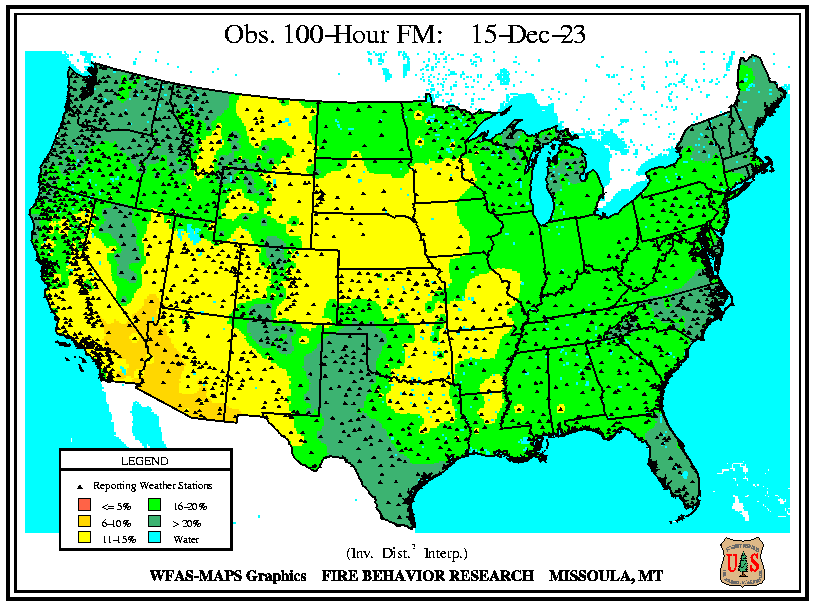 Obs. 100-Hour FM: 15-Dec-23
LEGEND
Reporting Weather Stations
<= 5% 16-20%
6-10% > 20%
11-15% Water
(Inv. Dist.² Interp.)
WFAS-MAPS Graphics FIRE BEHAVIOR RESEARCH MISSOULA, MT
U S